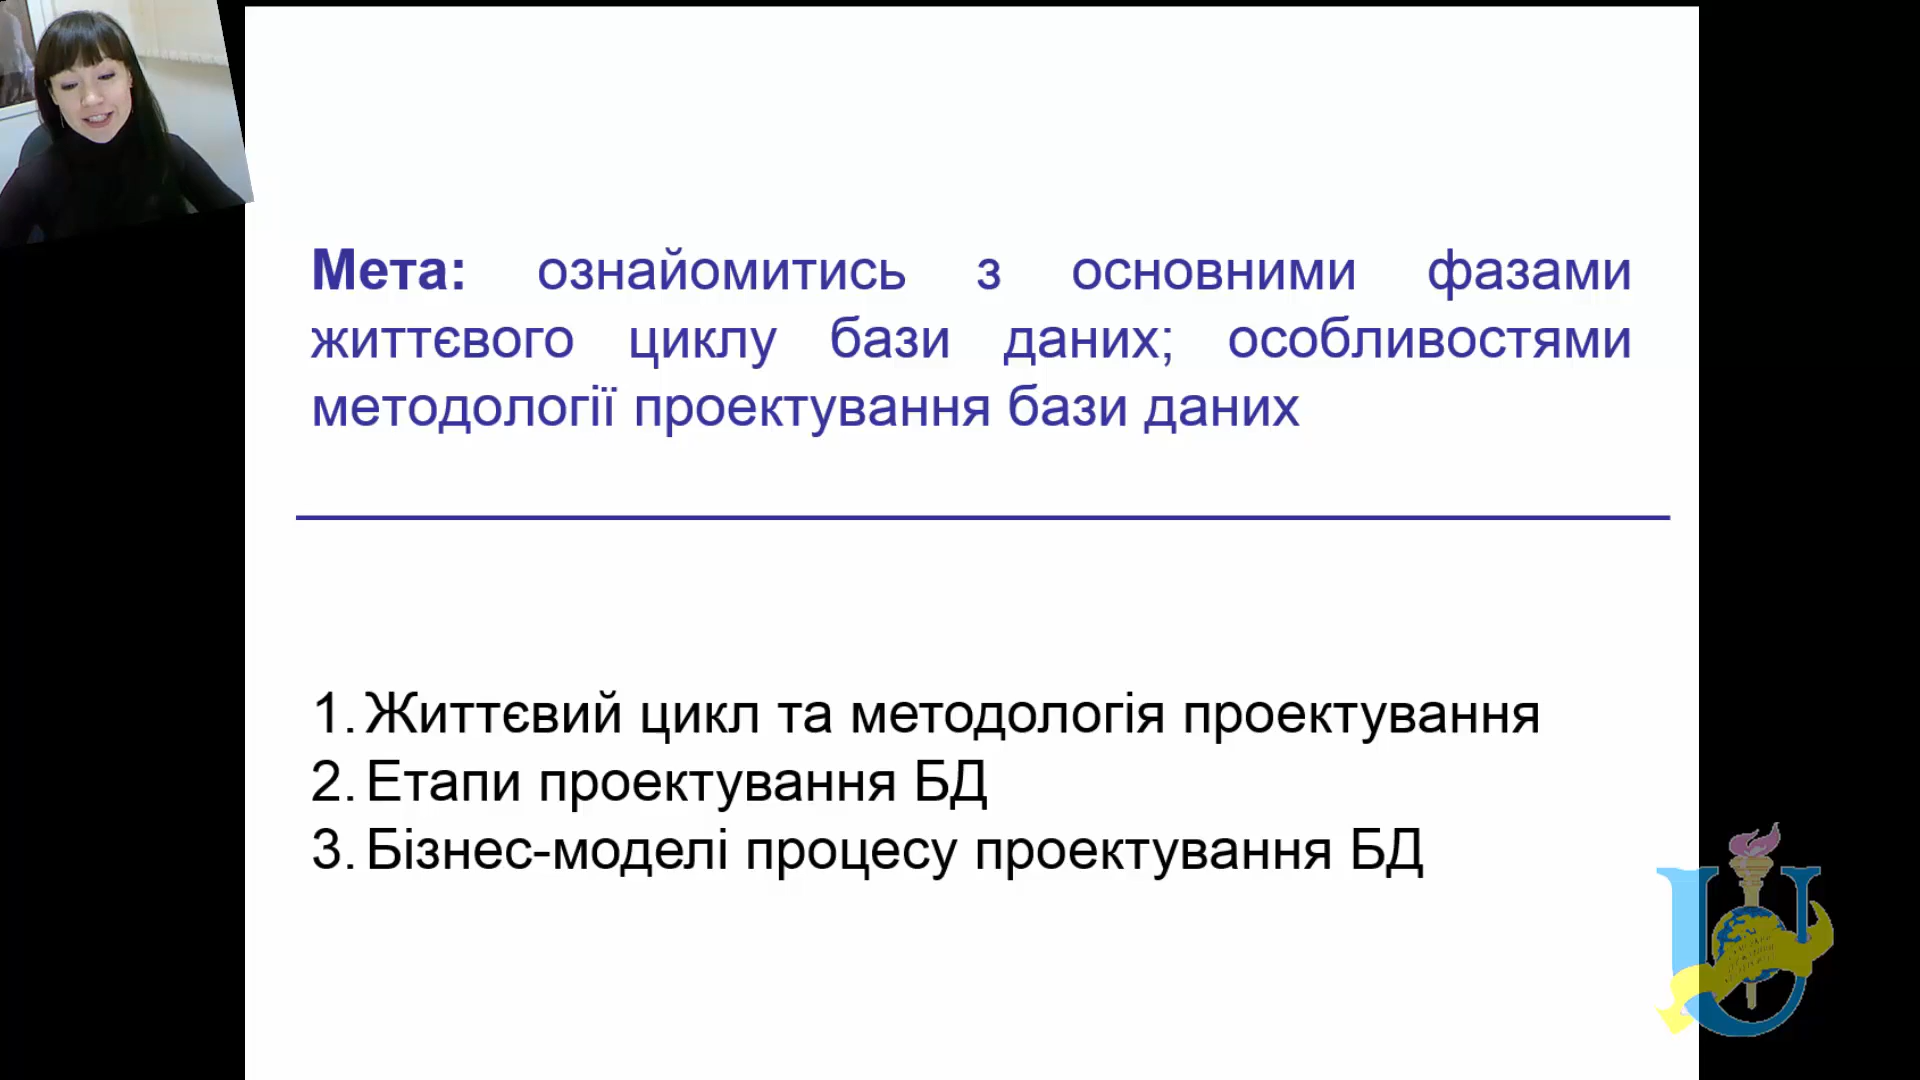 Мета: ознайомитись з основними фазами
життєвого циклу бази даних; особливостями
методології проектування бази даних
1. Життєвий цикл та методологія проектування
2. Етапи проектування БД
3. Бізнес-моделі процесу проектування БД